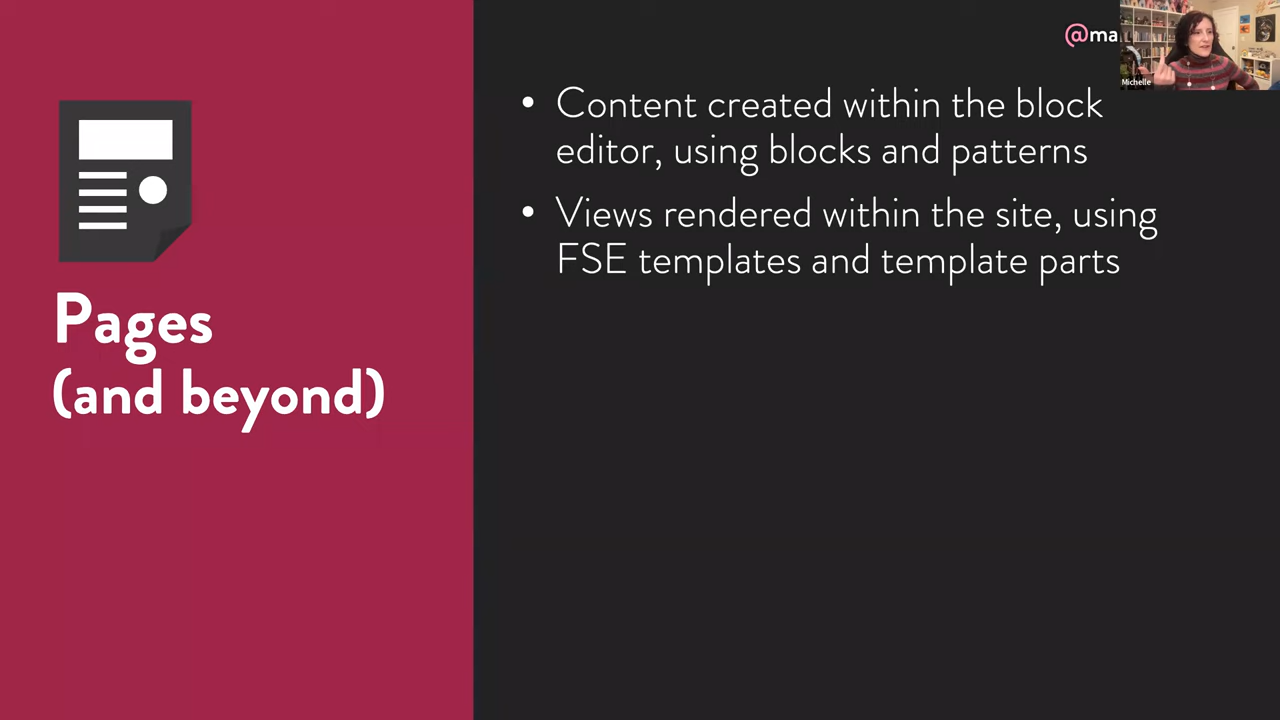 @ma
Michelle
Content created within the block
editor, using blocks and patterns
Views rendered within the site, using
FSE templates and template parts
Pages
(and beyond)